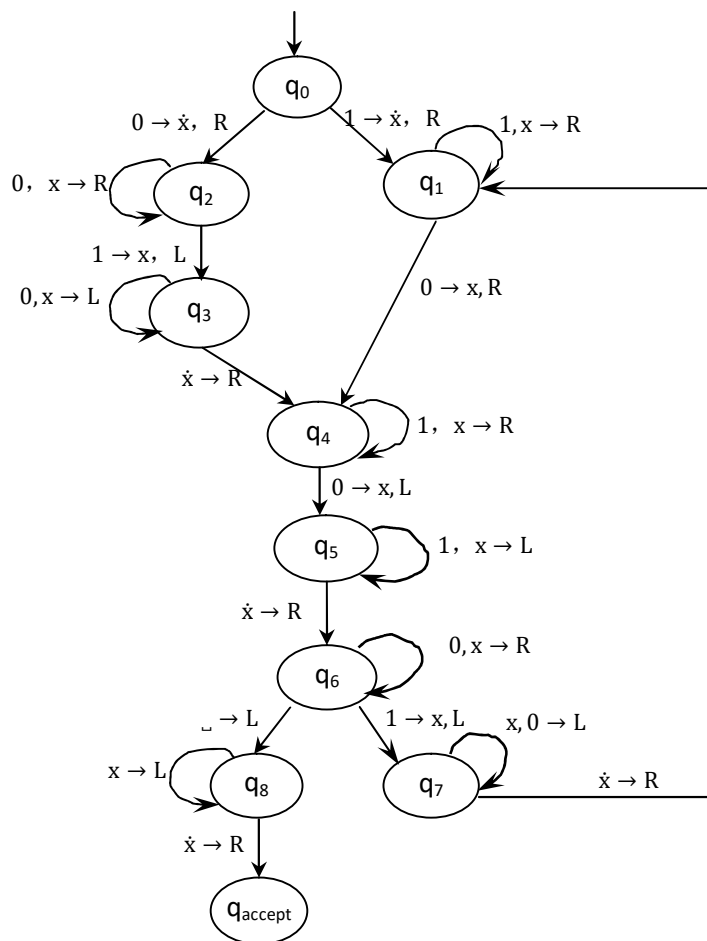 q₀
0 → ẋ, R
1 → ẋ, R
1, x → R
q₁
0, x → R
q₂
1 → x, L
0 → x, R
0, x → L
q₃
ẋ → R
q₄
1, x → R
0 → x, L
q₅
1, x → L
ẋ → R
q₆
0, x → R
␣ → L
1 → x, L
x, 0 → L
x → L
q₈
q₇
ẋ → R
ẋ → R
q_accept